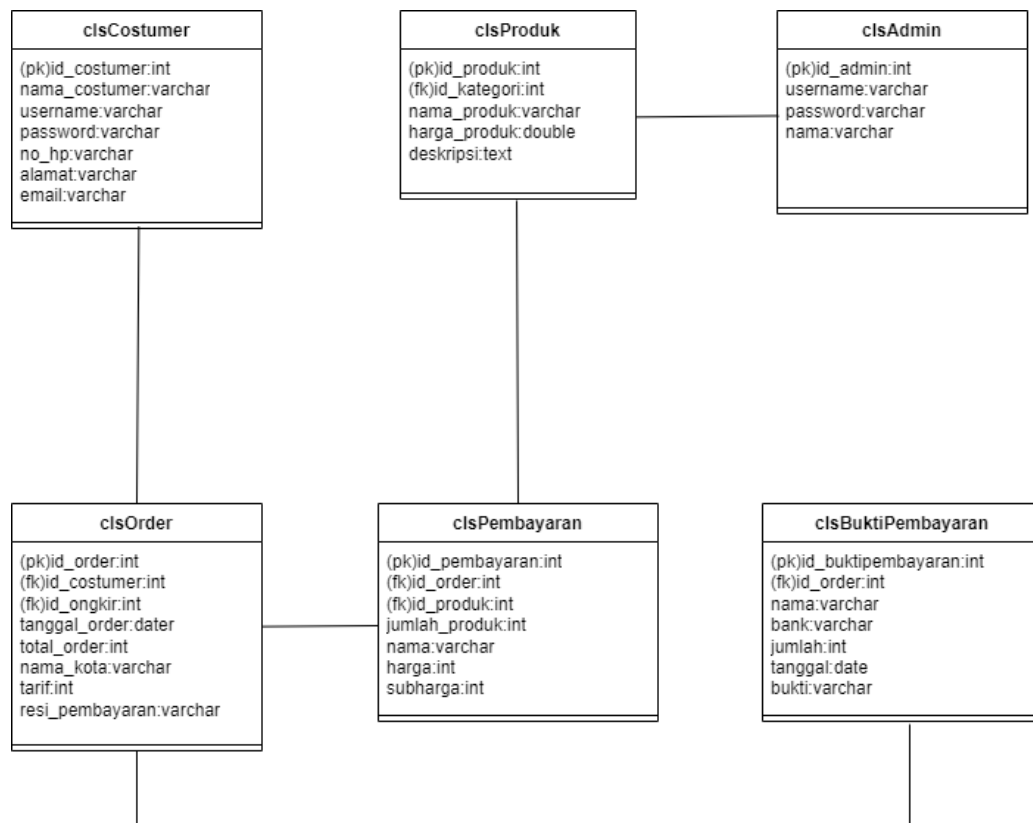 clsCostumer
(pk)id_costumer:int
nama_costumer:varchar
username:varchar
password:varchar
no_hp:varchar
alamat:varchar
email:varchar
clsProduk
(pk)id_produk:int
(fk)id_kategori:int
nama_produk:varchar
harga_produk:double
deskripsi:text
clsAdmin
(pk)id_admin:int
username:varchar
password:varchar
nama:varchar
clsOrder
(pk)id_order:int
(fk)id_costumer:int
(fk)id_ongkir:int
tanggal_order:dater
total_order:int
nama_kota:varchar
tarif:int
resi_pembayaran:varchar
clsPembayaran
(pk)id_pembayaran:int
(fk)id_order:int
(fk)id_produk:int
jumlah_produk:int
nama:varchar
harga:int
subharga:int
clsBuktiPembayaran
(pk)id_buktipembayaran:int
(fk)id_order:int
nama:varchar
bank:varchar
jumlah:int
tanggal:date
bukti:varchar